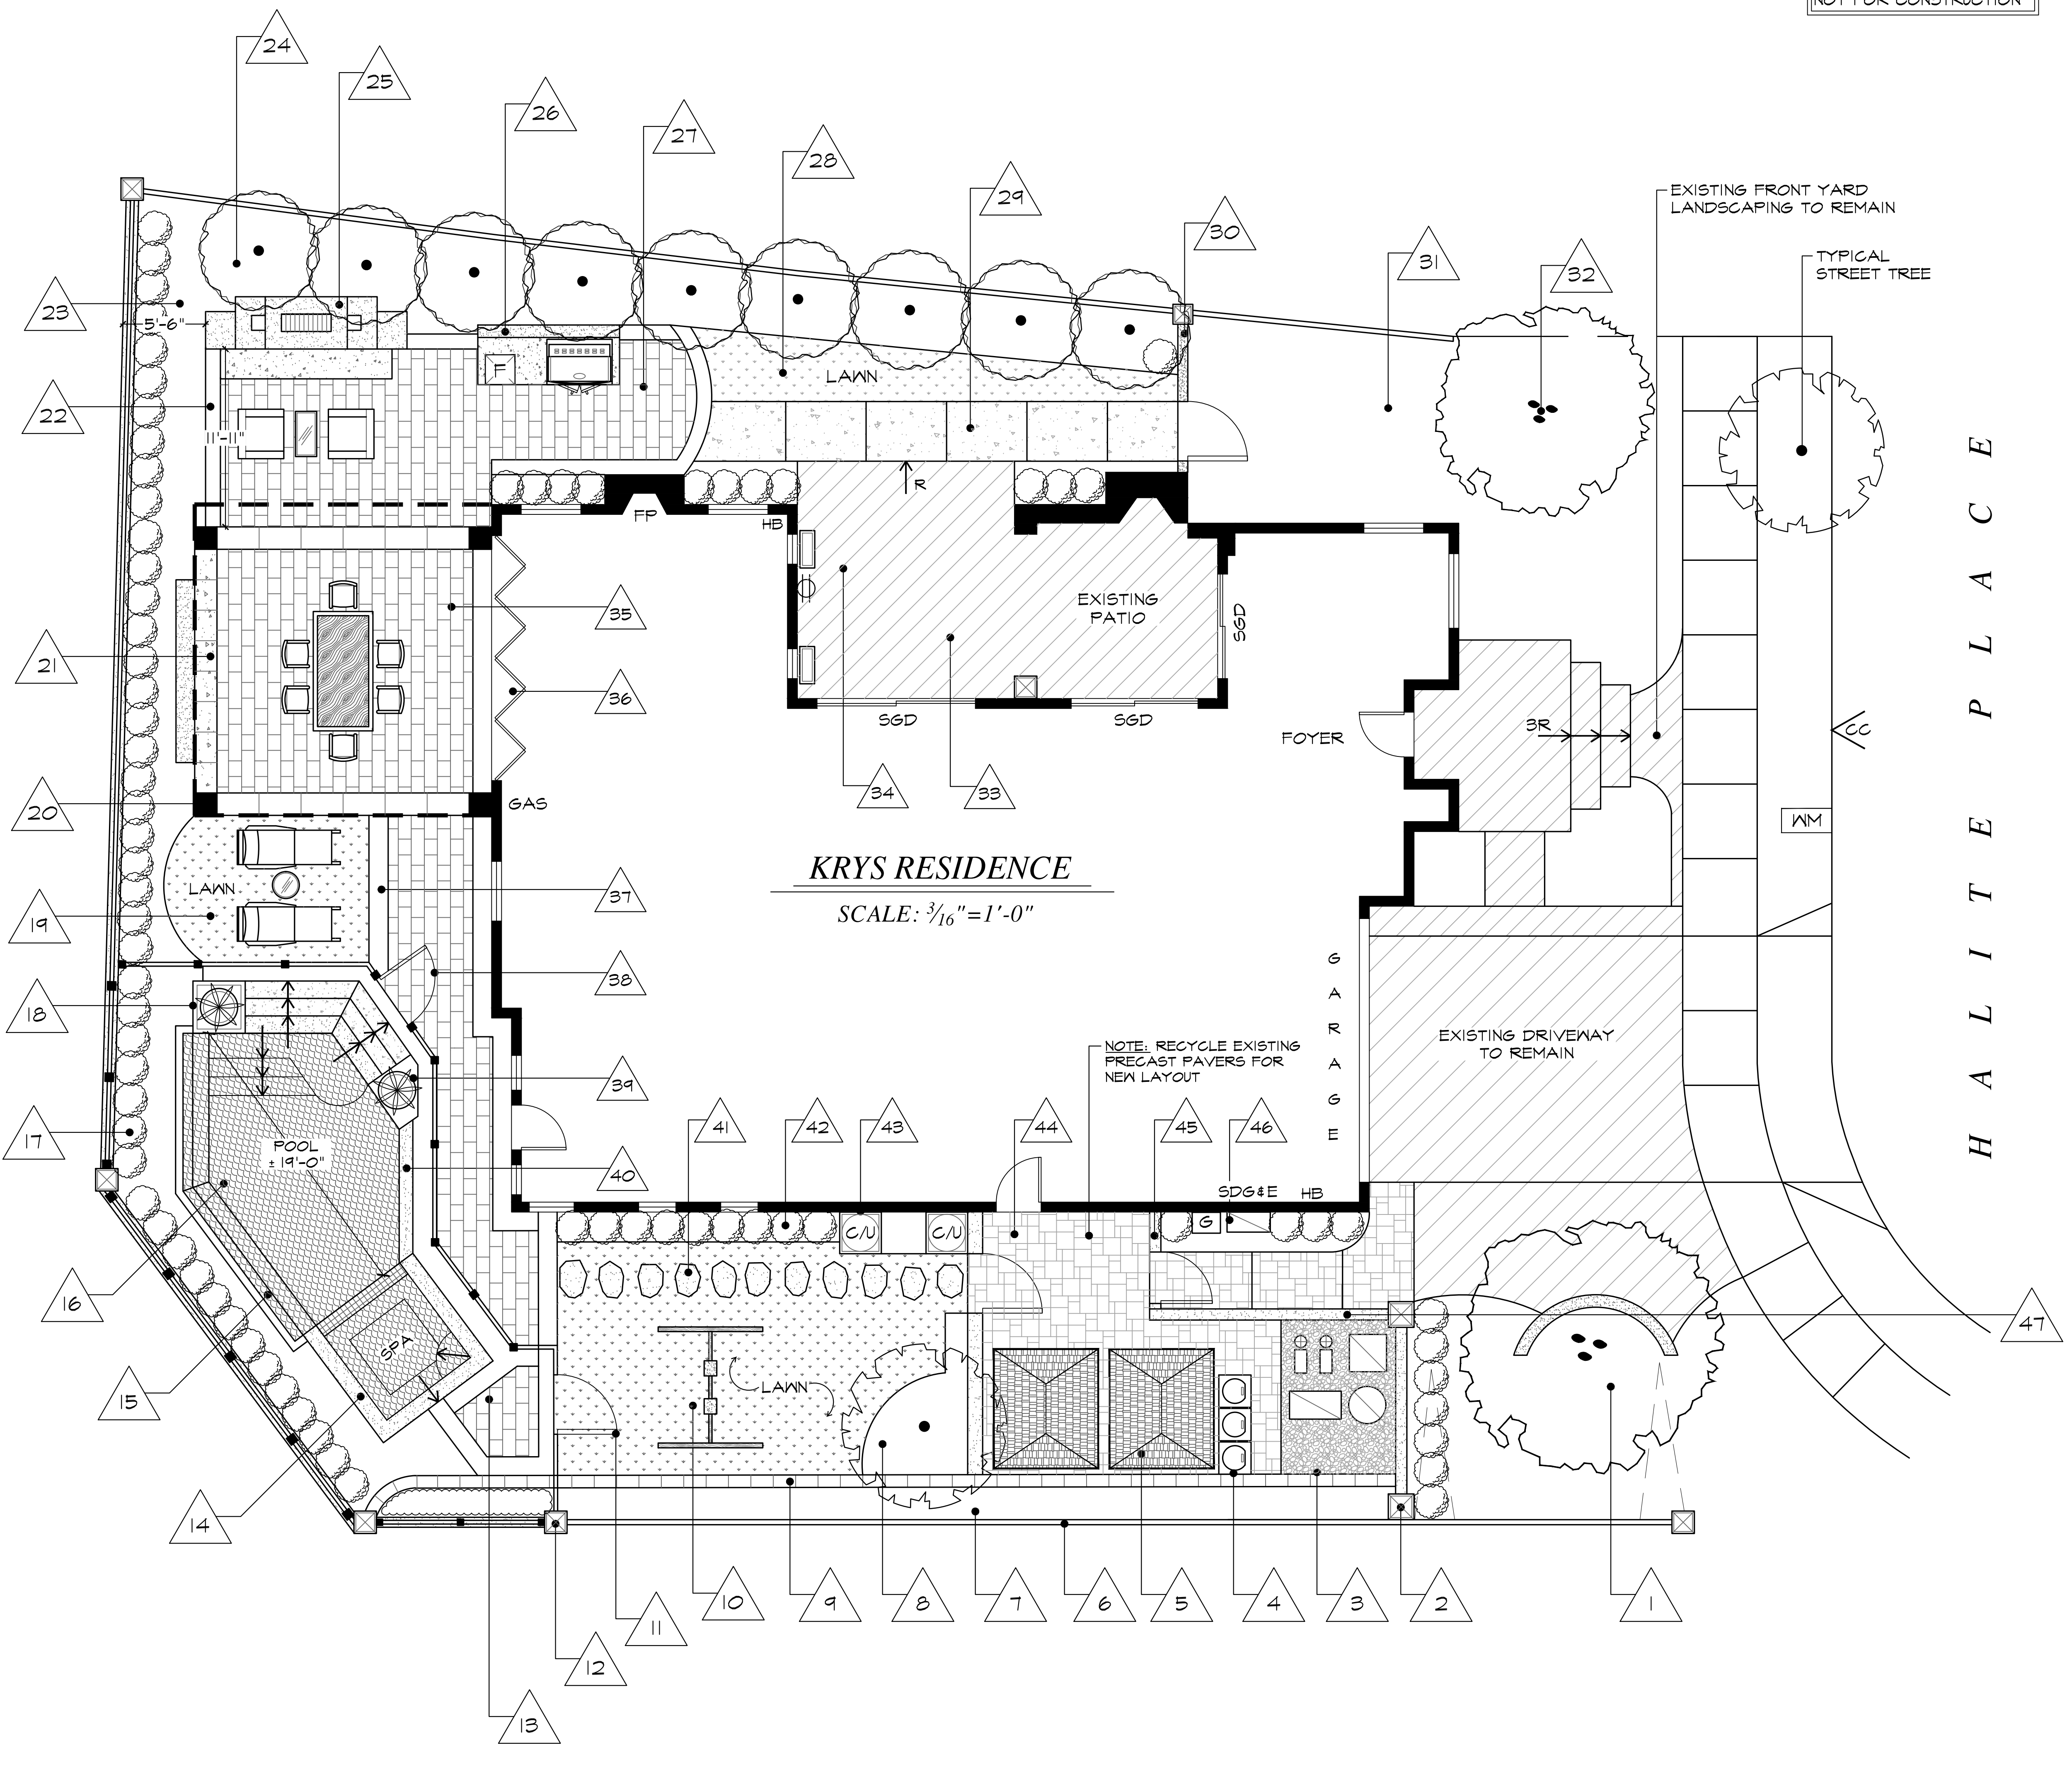 NOT FOR CONSTRUCTION
24
25
26
27
28
29
30
31
32
EXISTING FRONT YARD
LANDSCAPING TO REMAIN
TYPICAL
STREET TREE
23
5'-6"
22
11'-11"
F
LAWN
R
FP
HB
EXISTING
PATIO
SGD
SGD
SGD
35
36
21
34
33
FOYER
3R
CC
WM
HALITE PLACE
20
GAS
KRYS RESIDENCE
SCALE: 3/16"=1'-0"
LAWN
19
37
38
18
39
GARAGE
EXISTING DRIVEWAY
TO REMAIN
NOTE: RECYCLE EXISTING
PRECAST PAVERS FOR
NEW LAYOUT
17
POOL
± 19'-0"
40
41
42
43
44
45
46
SDG&E
HB
C/U
C/U
G
16
15
SPA
LAWN
47
14
13
12
11
10
9
8
7
6
5
4
3
2
1